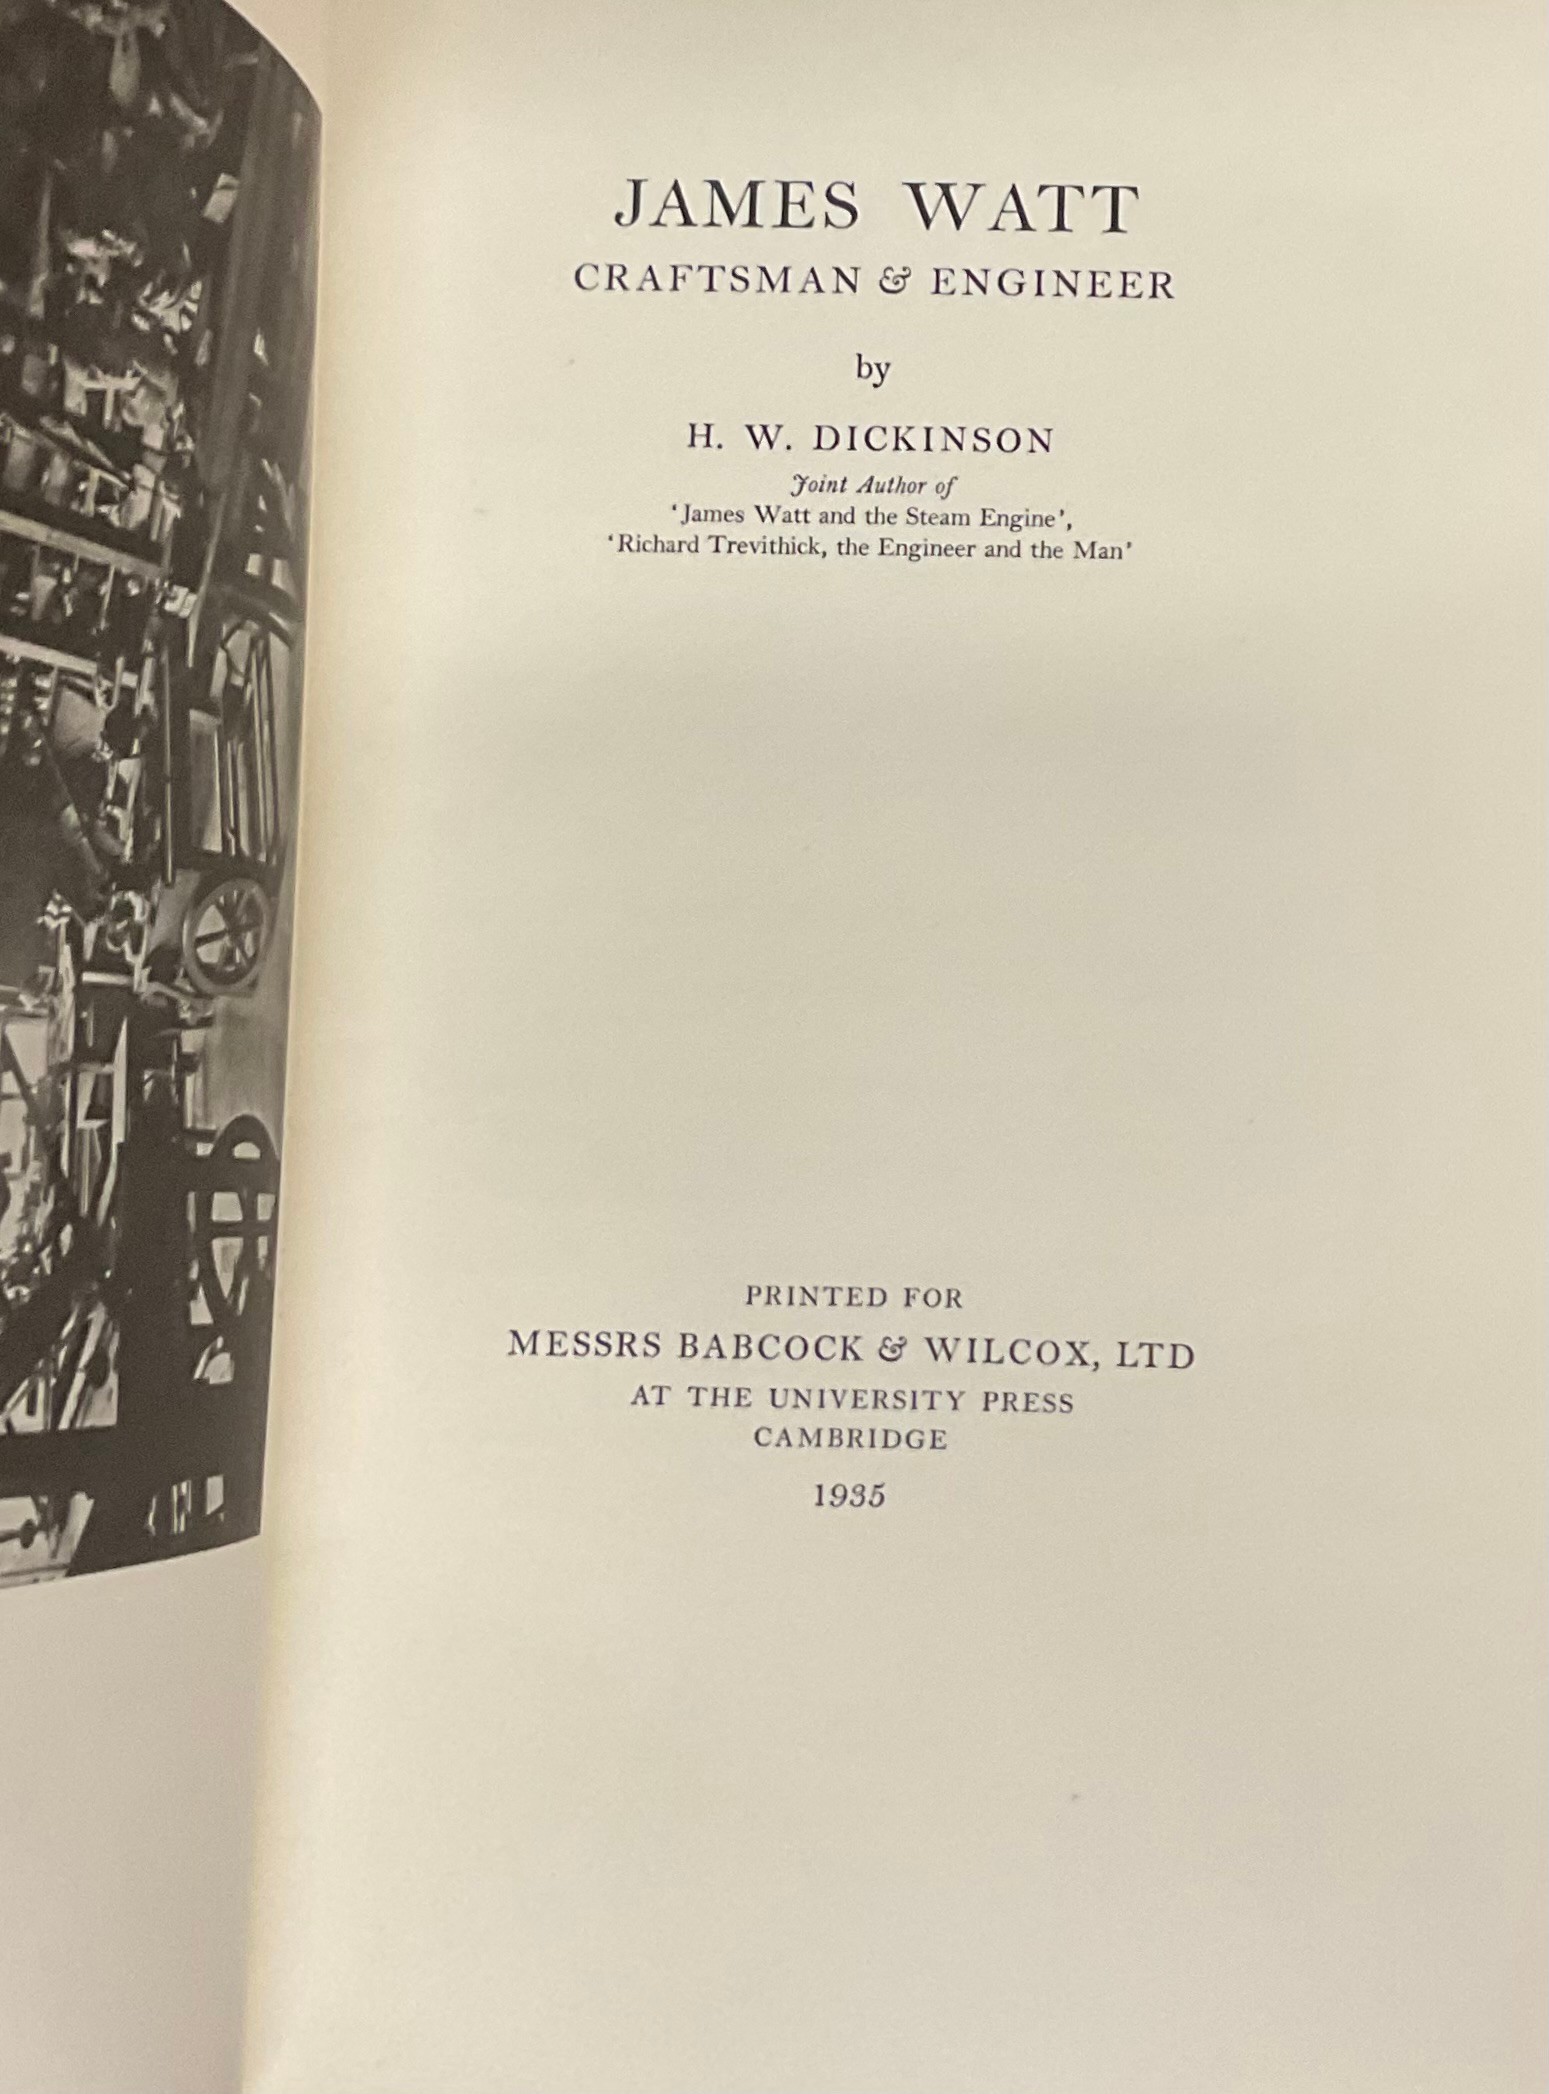 JAMES WATT
CRAFTSMAN & ENGINEER
by
H. W. DICKINSON
Joint Author of
‘James Watt and the Steam Engine’,
‘Richard Trevithick, the Engineer and the Man’
PRINTED FOR
MESSRS BABCOCK & WILCOX, LTD
AT THE UNIVERSITY PRESS
CAMBRIDGE
1935